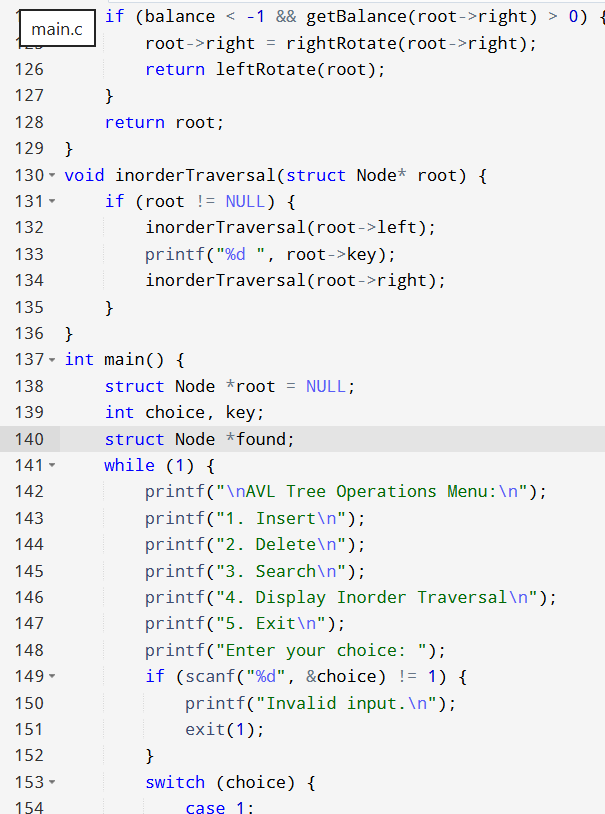 main.c
if (balance < -1 && getBalance(root->right) > 0) {
root->right = rightRotate(root->right);
126 return leftRotate(root);
127 }
128 return root;
129 }
130 void inorderTraversal(struct Node* root) {
131 if (root != NULL) {
132 inorderTraversal(root->left);
133 printf("%d ", root->key);
134 inorderTraversal(root->right);
135 }
136 }
137 int main() {
138 struct Node *root = NULL;
139 int choice, key;
140 struct Node *found;
141 while (1) {
142 printf("\nAVL Tree Operations Menu:\n");
143 printf("1. Insert\n");
144 printf("2. Delete\n");
145 printf("3. Search\n");
146 printf("4. Display Inorder Traversal\n");
147 printf("5. Exit\n");
148 printf("Enter your choice: ");
149 if (scanf("%d", &choice) != 1) {
150 printf("Invalid input.\n");
151 exit(1);
152 }
153 switch (choice) {
154 case 1: